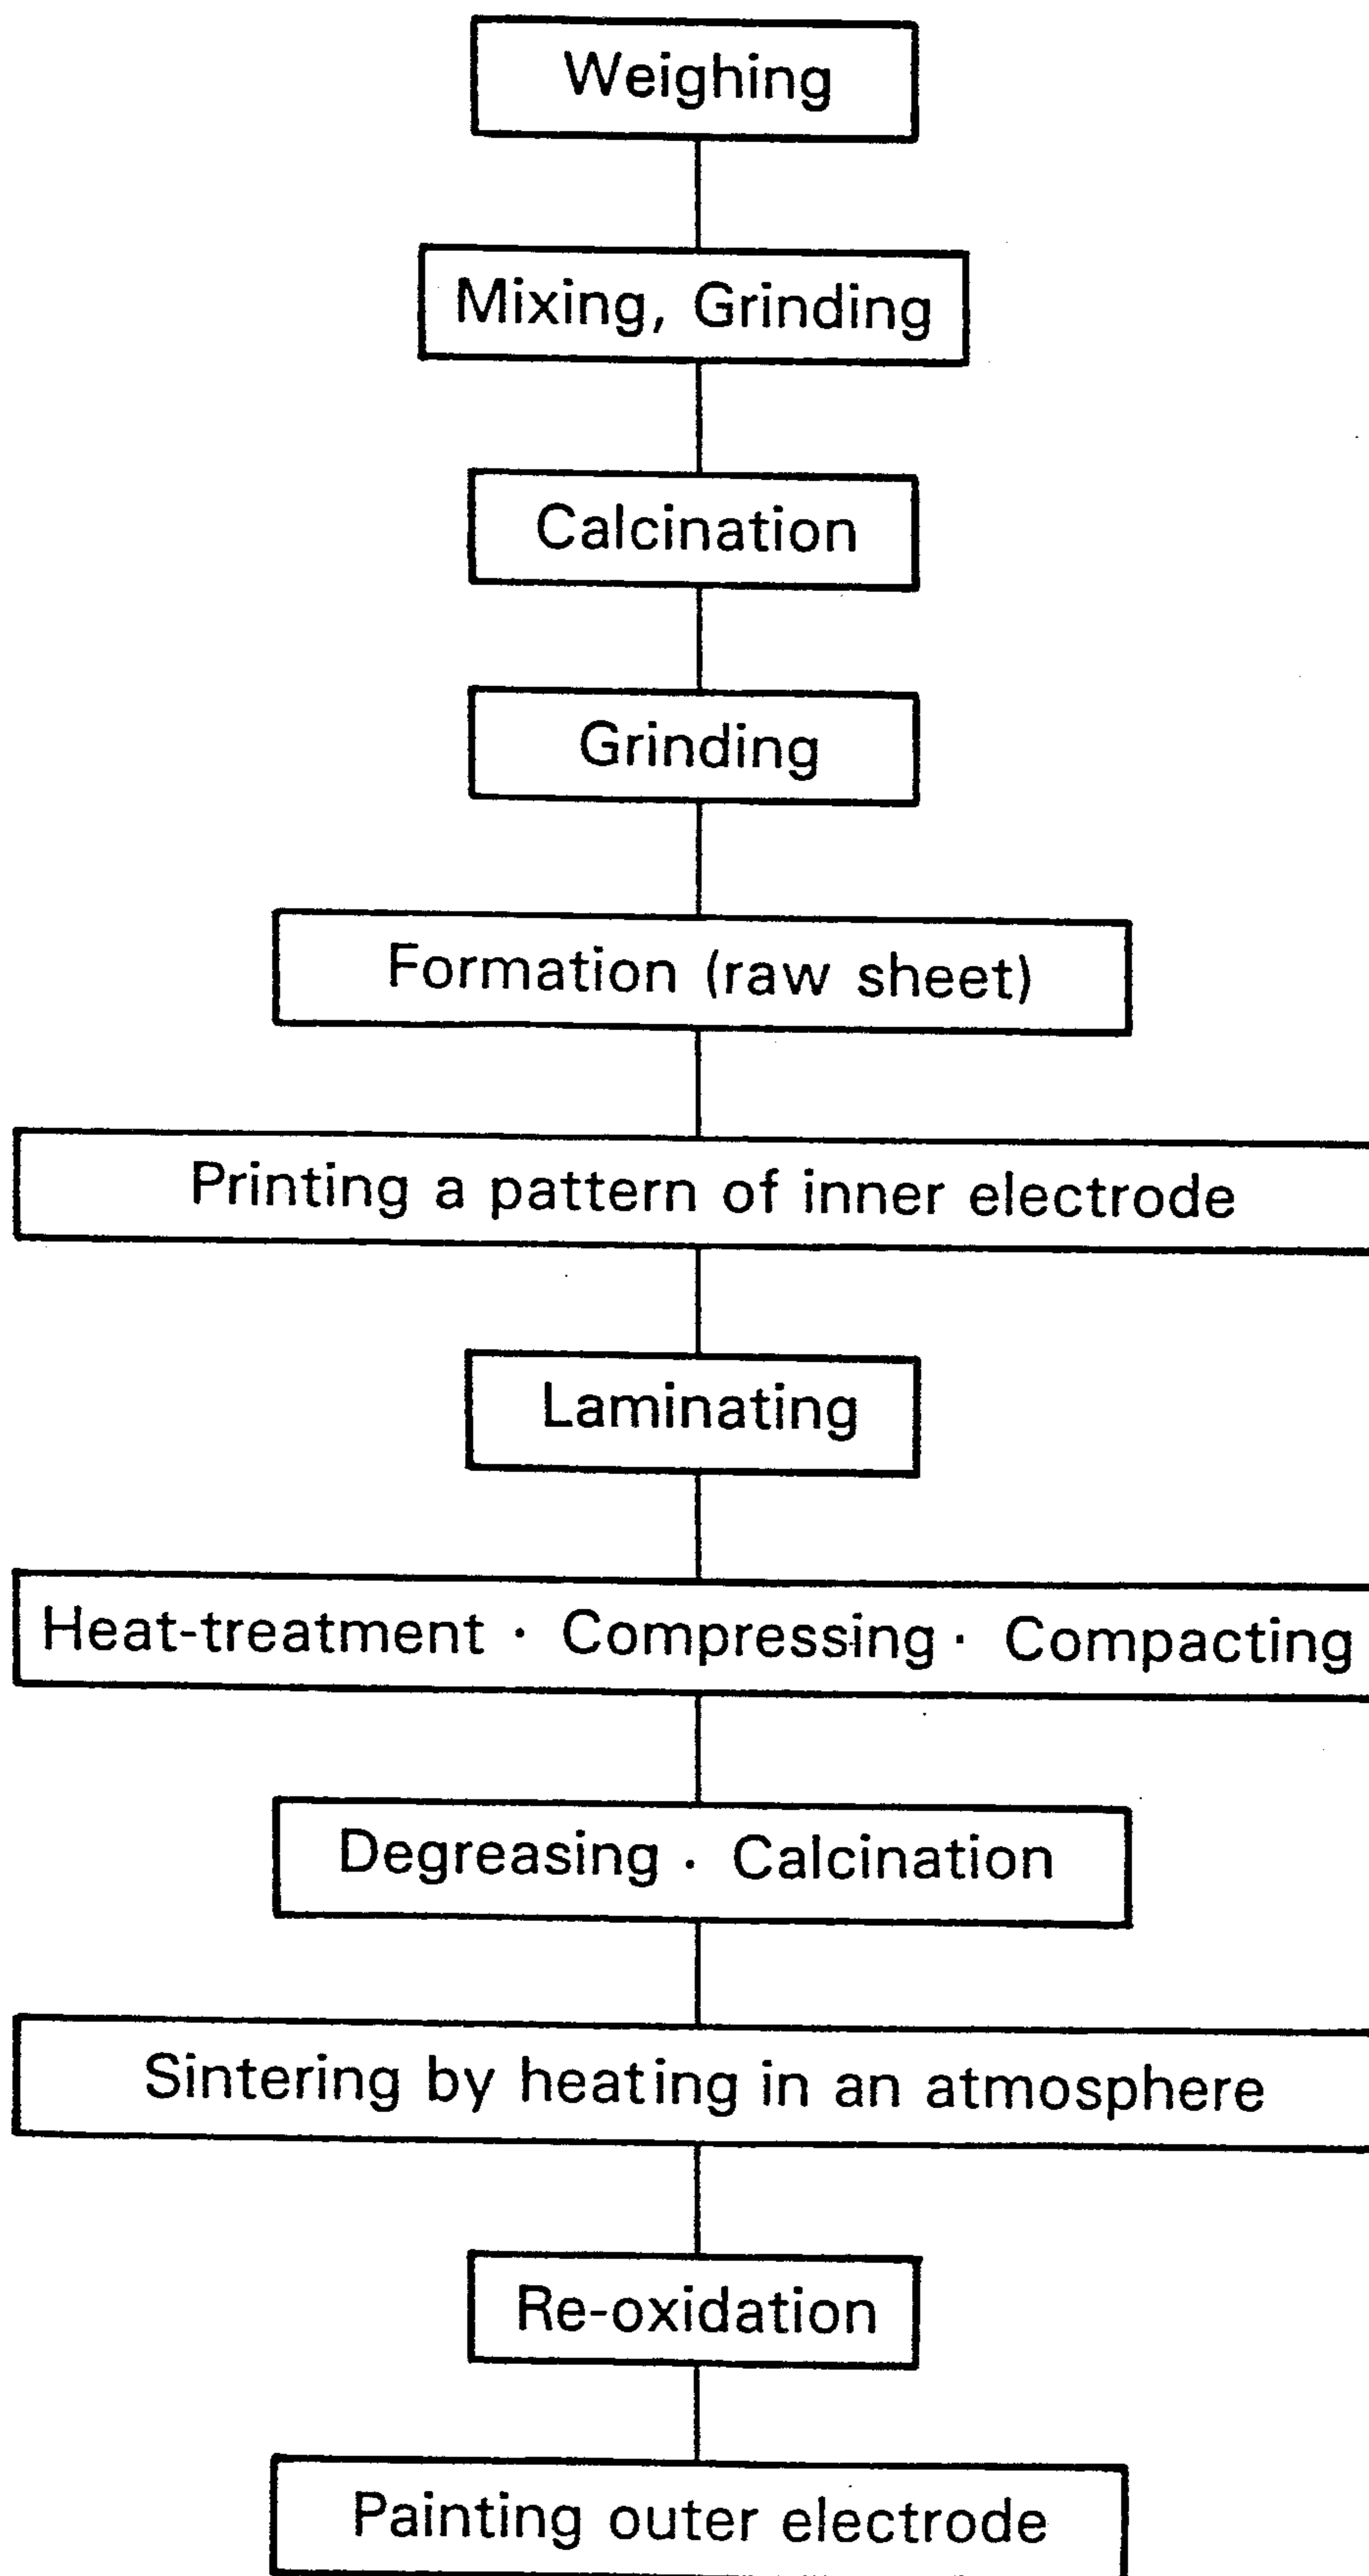 Weighing
Mixing, Grinding
Calcination
Grinding
Formation (raw sheet)
Printing a pattern of inner electrode
Laminating
Heat-treatment · Compressing · Compacting
Degreasing · Calcination
Sintering by heating in an atmosphere
Re-oxidation
Painting outer electrode